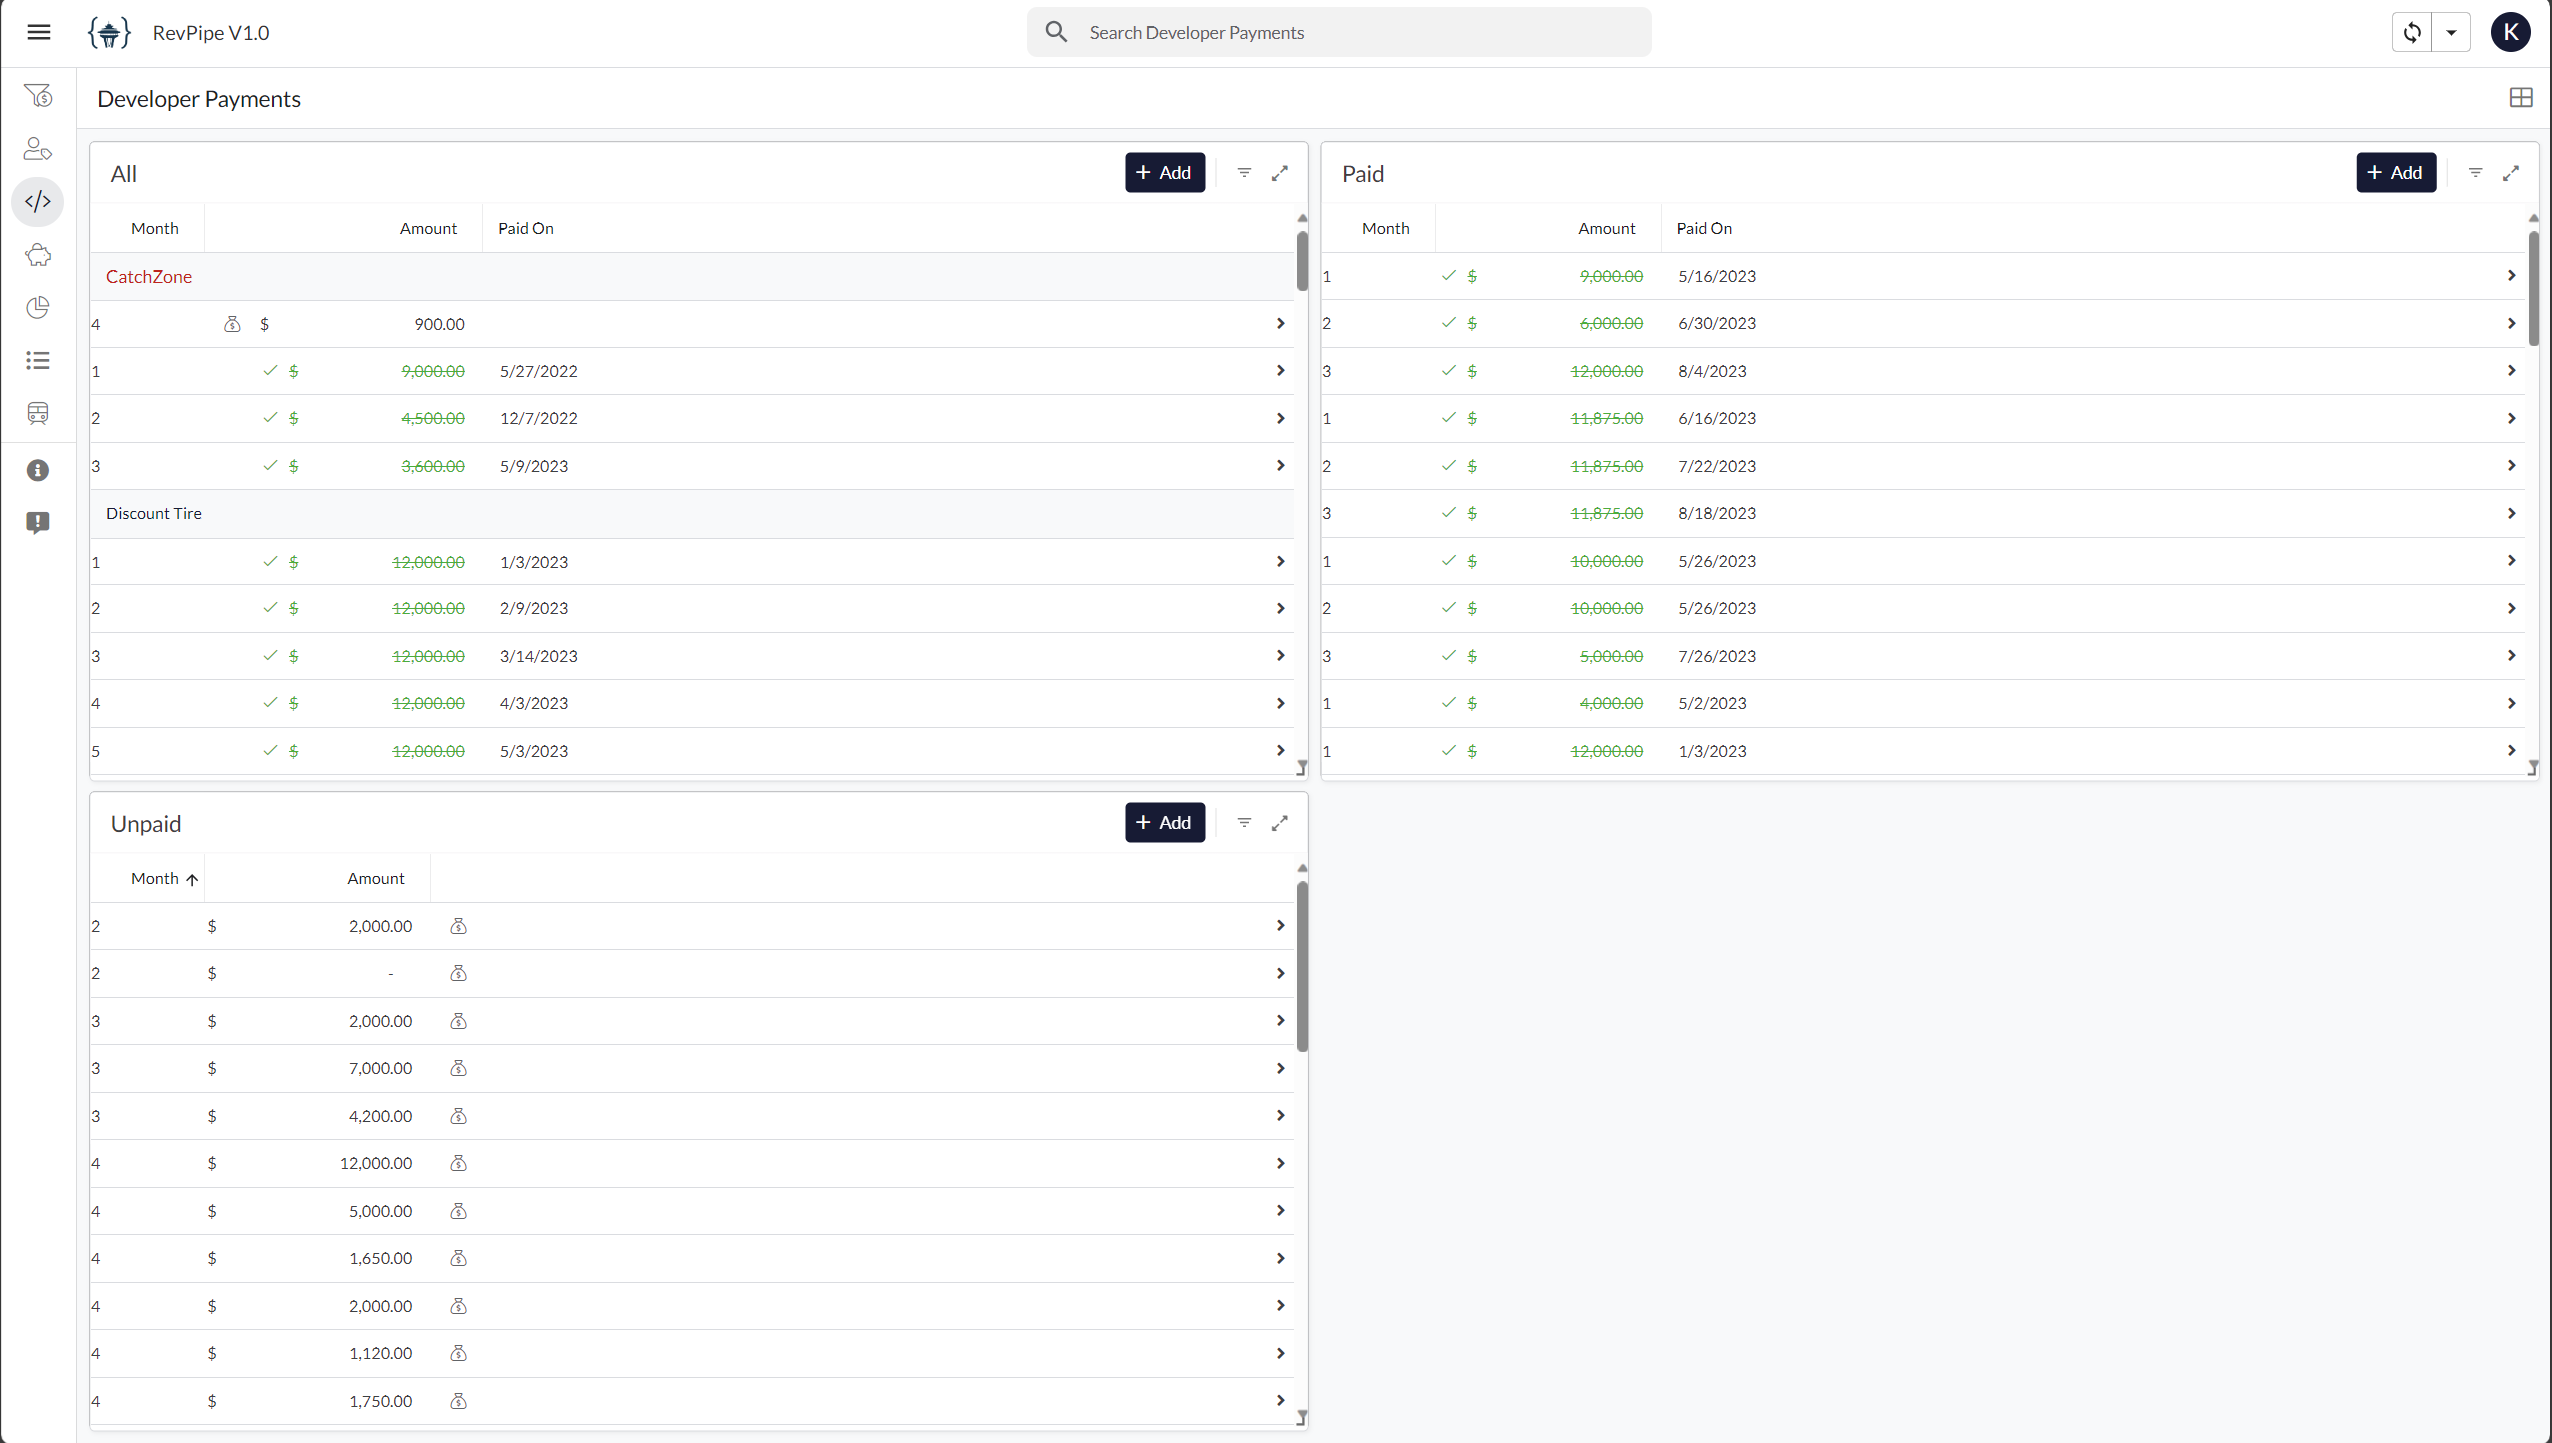 RevPipe V1.0
Search Developer Payments
K
Developer Payments
All
+ Add
Month Amount Paid On
CatchZone
4 $ 900.00
1 $ 9,000.00 5/27/2022
2 $ 4,500.00 12/7/2022
3 $ 3,600.00 5/9/2023
Discount Tire
1 $ 12,000.00 1/3/2023
2 $ 12,000.00 2/9/2023
3 $ 12,000.00 3/14/2023
4 $ 12,000.00 4/3/2023
5 $ 12,000.00 5/3/2023
Paid
+ Add
Month Amount Paid On
1 $ 9,000.00 5/16/2023
2 $ 6,000.00 6/30/2023
3 $ 12,000.00 8/4/2023
1 $ 11,875.00 6/16/2023
2 $ 11,875.00 7/22/2023
3 $ 11,875.00 8/18/2023
1 $ 10,000.00 5/26/2023
2 $ 10,000.00 5/26/2023
3 $ 5,000.00 7/26/2023
1 $ 4,000.00 5/2/2023
1 $ 12,000.00 1/3/2023
Unpaid
+ Add
Month Amount
2 $ 2,000.00
2 $ -
3 $ 2,000.00
3 $ 7,000.00
3 $ 4,200.00
4 $ 12,000.00
4 $ 5,000.00
4 $ 1,650.00
4 $ 2,000.00
4 $ 1,120.00
4 $ 1,750.00